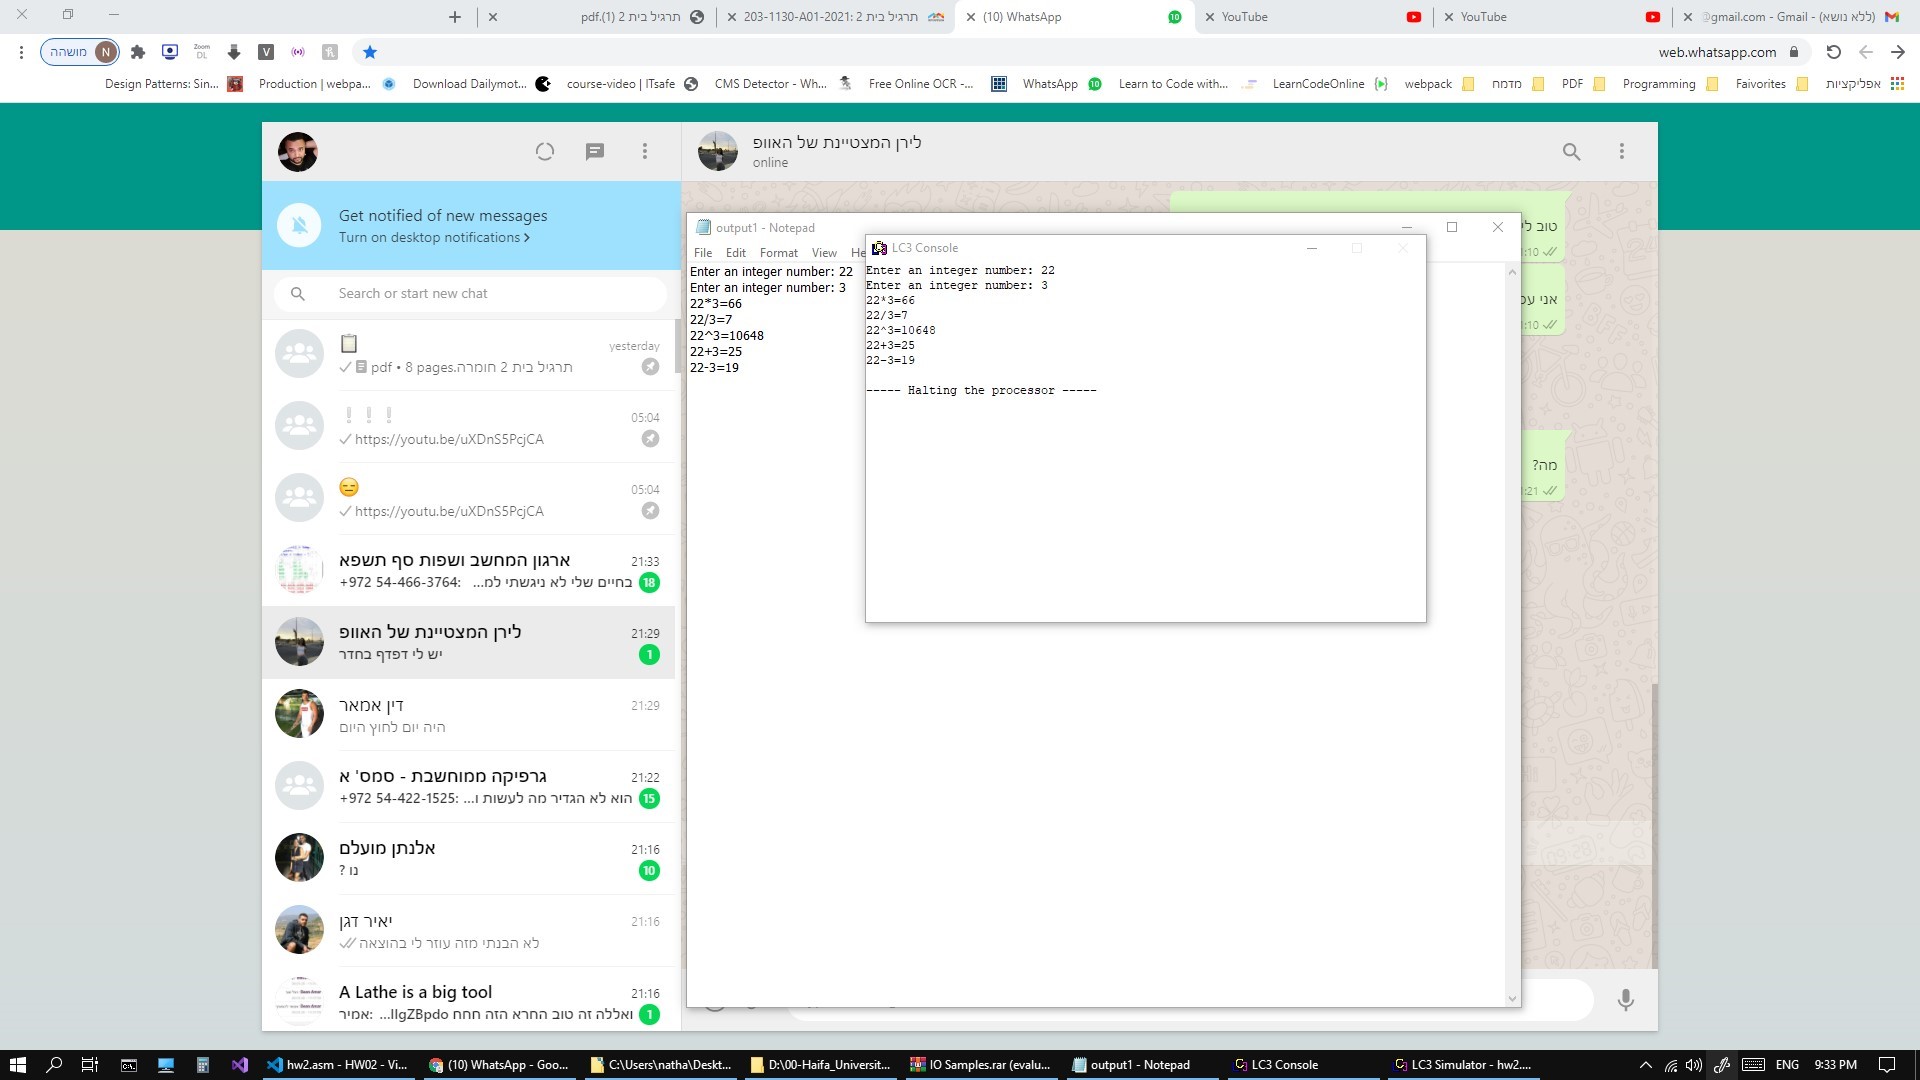 (ללא נושא) - @gmail.com - Gmail
YouTube
YouTube
(10) WhatsApp
203-1130-A01-2021: תרגיל בית 2
תרגיל בית 2 (1).pdf
מושהה
N
Zoom
DL
V
web.whatsapp.com
Design Patterns: Sin...
Production | webpa...
Download Dailymot...
course-video | ITsafe
CMS Detector - Wh...
Free Online OCR -...
WhatsApp
Learn to Code with...
LearnCodeOnline
webpack
מדמח
PDF
Programming
Faivorites
אפליקציות
לירן המצטיינת של האוופ
online
Get notified of new messages
Turn on desktop notifications
Search or start new chat
yesterday
תרגיל בית 2 חומרה.pdf • 8 pages
05:04
https://youtu.be/uXDnS5PcjCA
05:04
https://youtu.be/uXDnS5PcjCA
ארגון המחשב ושפות סף תשפא
21:33
+972 54-466-3764: בחיים שלי לא ניגשתי למ...
18
לירן המצטיינת של האוופ
21:29
יש לי דפדף בחדר
1
דין אמאר
21:29
היה יום לחוץ היום
גרפיקה ממוחשבת - סמס' א
21:22
+972 54-422-1525: הוא לא הגדיר מה לעשות ו...
15
אלנתן מועלם
21:16
נו ?
10
יאיר דגן
21:16
לא הבנתי מזה עוזר לי בהוצאה
A Lathe is a big tool
21:16
אמיר: וואללה זה טוב החרא הזה חחח llgZBpdo...
1
טוב לי
:10
אני עכ
:10
מה?
:21
output1 - Notepad
File Edit Format View He
Enter an integer number: 22
Enter an integer number: 3
22*3=66
22/3=7
22^3=10648
22+3=25
22-3=19
LC3 Console
Enter an integer number: 22
Enter an integer number: 3
22*3=66
22/3=7
22^3=10648
22+3=25
22-3=19
----- Halting the processor -----
hw2.asm - HW02 - Vi...
(10) WhatsApp - Goo...
C:\Users\natha\Deskt...
D:\00-Haifa_Universit...
IO Samples.rar (evalu...
output1 - Notepad
LC3 Console
LC3 Simulator - hw2....
ENG
9:33 PM